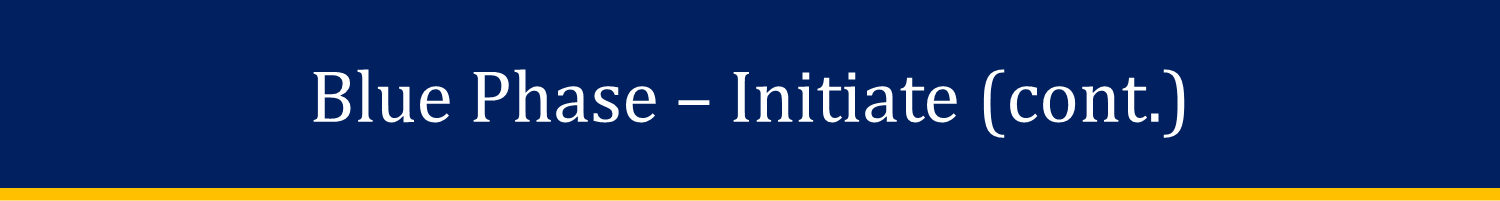 Blue Phase – Initiate (cont.)